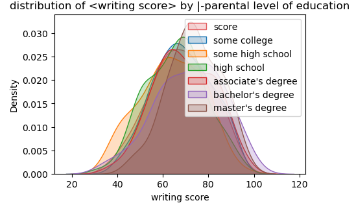 distribution of <writing score> by |-parental level of education
0.030
0.025
0.020
0.015
0.010
0.005
0.000
Density
score
some college
some high school
high school
associate's degree
bachelor's degree
master's degree
20 40 60 80 100 120
writing score